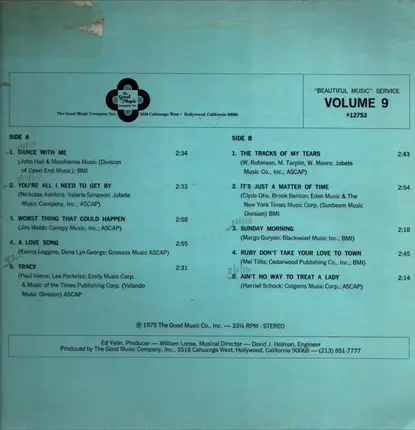 "BEAUTIFUL MUSIC" SERVICE
VOLUME 9
#12753
The Good Music Company Inc.
The Good Music Company Inc. 3518 Cahuenga West • Hollywood, California 90068
SIDE A
1. DANCE WITH ME 2:34
(John Hall & Moochanna Music (Division
of Open End Music); BMI
2. YOU'RE ALL I NEED TO GET BY 2:33
(Nickolas Ashford, Valerie Simpson; Jobete
Music Company, Inc.; ASCAP)
3. WORST THING THAT COULD HAPPEN 2:58
(Jim Webb; Canopy Music, Inc.; ASCAP)
4. A LOVE SONG 2:55
(Kenny Loggins, Dona Lyn George; Gnossos Music ASCAP)
5. TRACY 2:31
(Paul Vance, Lee Pockriss; Emily Music Corp.
& Music of the Times Publishing Corp. (Valando
Music Division) ASCAP
SIDE B
1. THE TRACKS OF MY TEARS 2:43
(W. Robinson, M. Tarplin, W. Moore; Jobete
Music Co., Inc.; ASCAP)
2. IT'S JUST A MATTER OF TIME 2:54
(Clyde Otis, Brook Benton; Eden Music & The
New York Times Music Corp. (Sunbeam Music
Division) BMI
3. SUNDAY MORNING 2:18
(Margo Guryan; Blackwood Music Inc.; BMI)
4. RUBY DON'T TAKE YOUR LOVE TO TOWN 2:45
(Mel Tillis; Cedarwood Publishing Co., Inc.; BMI)
5. AIN'T NO WAY TO TREAT A LADY 2:14
(Harriet Schock; Colgems Music Corp.; ASCAP)
℗ 1975 The Good Music Co., Inc. — 33⅓ RPM - STEREO
Ed Yelin, Producer — William Loose, Musical Director — David J. Holman, Engineer
Produced by The Good Music Company, Inc., 3518 Cahuenga West, Hollywood, California 90068 — (213) 851-7777